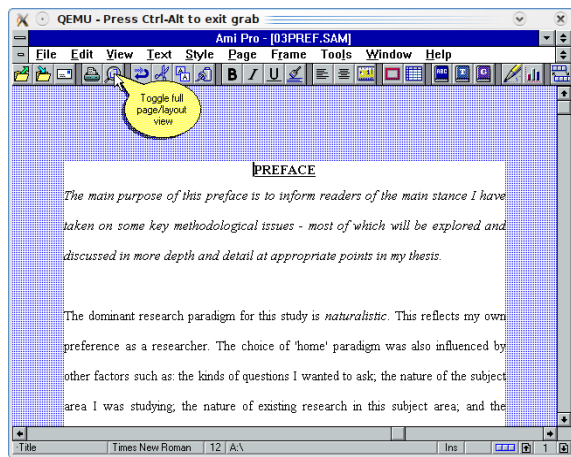 QEMU - Press Ctrl-Alt to exit grab
Ami Pro - [03PREF.SAM]
File Edit View Text Style Page Frame Tools Window Help
B I U ABC T G
Toggle full
page/layout
view
PREFACE
The main purpose of this preface is to inform readers of the main stance I have
taken on some key methodological issues - most of which will be explored and
discussed in more depth and detail at appropriate points in my thesis.
The dominant research paradigm for this study is naturalistic. This reflects my own
preference as a researcher. The choice of 'home' paradigm was also influenced by
other factors such as: the kinds of questions I wanted to ask; the nature of the subject
area I was studying; the nature of existing research in this subject area; and the
Title Times New Roman 12 A:\ Ins 1